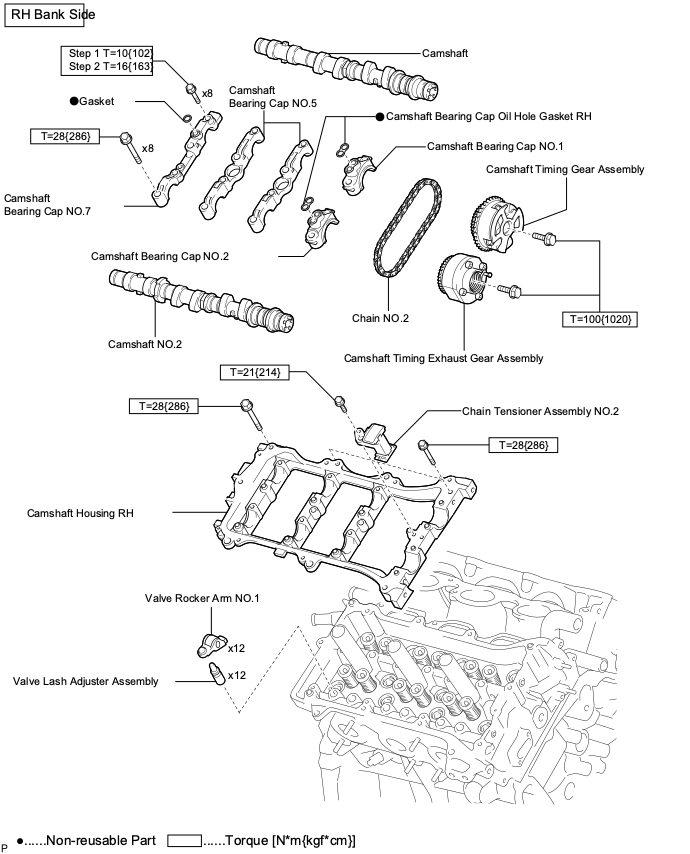 RH Bank Side
Camshaft
Step 1 T=10{102}
Step 2 T=16{163}
x8
Camshaft
Bearing Cap NO.5
●Gasket
●Camshaft Bearing Cap Oil Hole Gasket RH
T=28{286}
x8
Camshaft Bearing Cap NO.1
Camshaft Timing Gear Assembly
Camshaft
Bearing Cap NO.7
Camshaft Bearing Cap NO.2
Chain NO.2
T=100{1020}
Camshaft NO.2
Camshaft Timing Exhaust Gear Assembly
T=21{214}
T=28{286}
Chain Tensioner Assembly NO.2
T=28{286}
Camshaft Housing RH
Valve Rocker Arm NO.1
x12
x12
Valve Lash Adjuster Assembly
●......Non-reusable Part ......Torque [N*m{kgf*cm}]
P